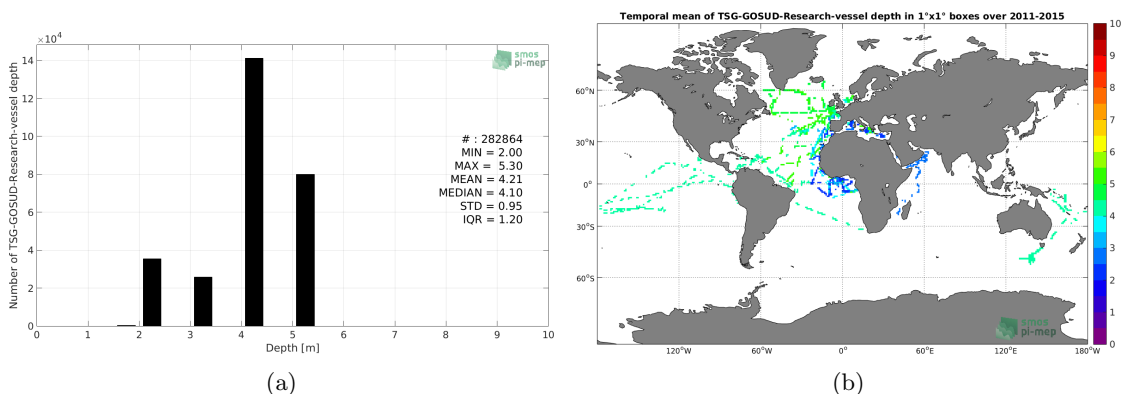 ×10⁴
14
12
10
8
6
4
2
0
Number of TSG-GOSUD-Research-vessel depth
smos
pi-mep
# : 282864
MIN = 2.00
MAX = 5.30
MEAN = 4.21
MEDIAN = 4.10
STD = 0.95
IQR = 1.20
0 1 2 3 4 5 6 7 8 9 10
Depth [m]
(a)
Temporal mean of TSG-GOSUD-Research-vessel depth in 1°x1° boxes over 2011-2015
60°N
30°N
0°
30°S
60°S
120°W 60°W 0° 60°E 120°E 180°W
smos
pi-mep
10
9
8
7
6
5
4
3
2
1
0
(b)